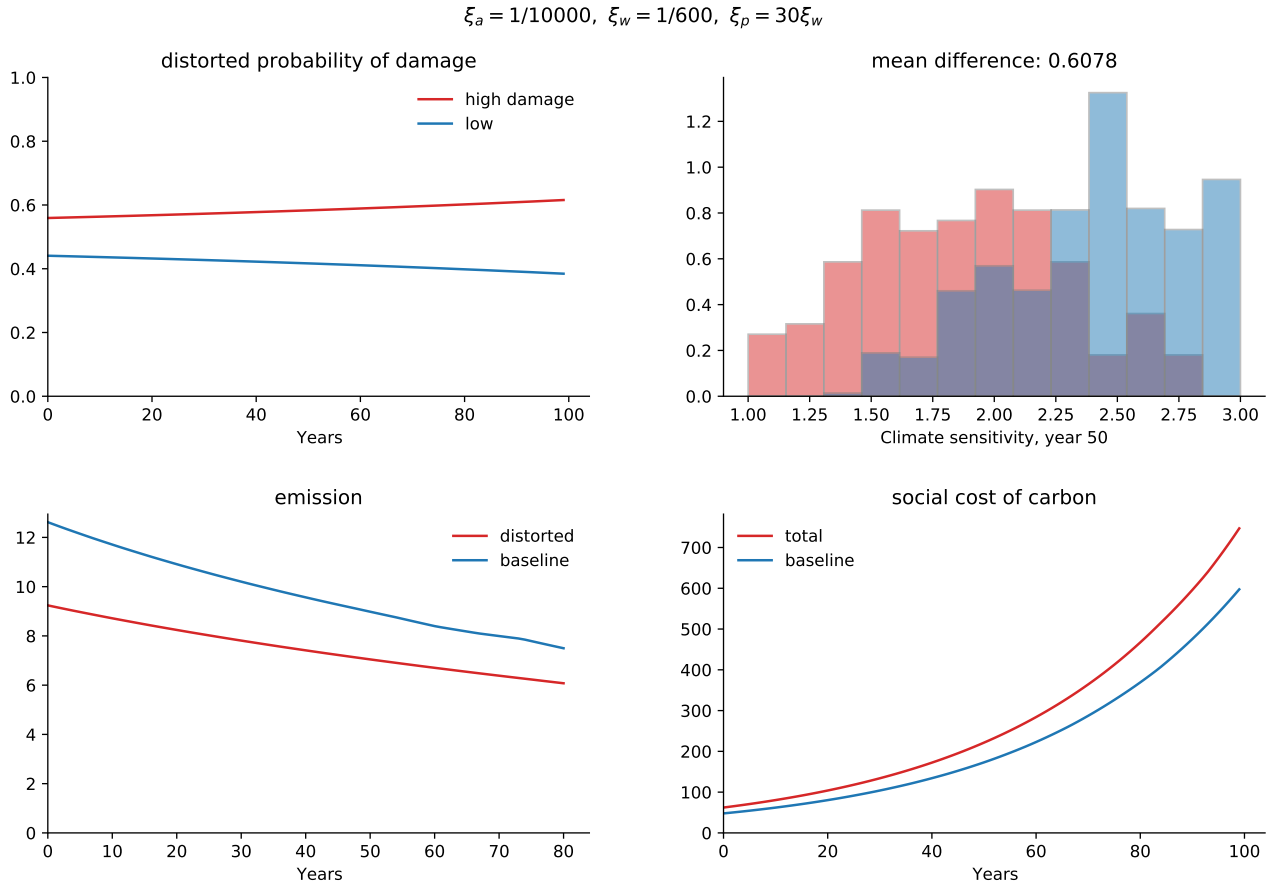 ξₐ = 1/10000, ξ_w = 1/600, ξₚ = 30ξ_w
distorted probability of damage
1.0
0.8
0.6
0.4
0.2
0.0
high damage
low
0 20 40 60 80 100
Years
mean difference: 0.6078
1.2
1.0
0.8
0.6
0.4
0.2
0.0
1.00 1.25 1.50 1.75 2.00 2.25 2.50 2.75 3.00
Climate sensitivity, year 50
emission
12
10
8
6
4
2
0
distorted
baseline
0 10 20 30 40 50 60 70 80
Years
social cost of carbon
700
600
500
400
300
200
100
0
total
baseline
0 20 40 60 80 100
Years